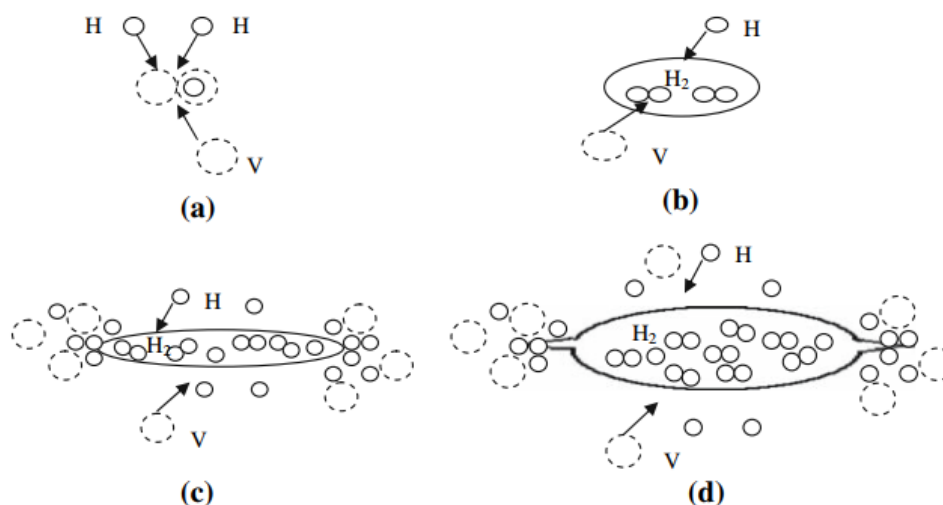 H H H
H₂
V V
(a) (b)
H H
H₂ H₂
V V
(c) (d)